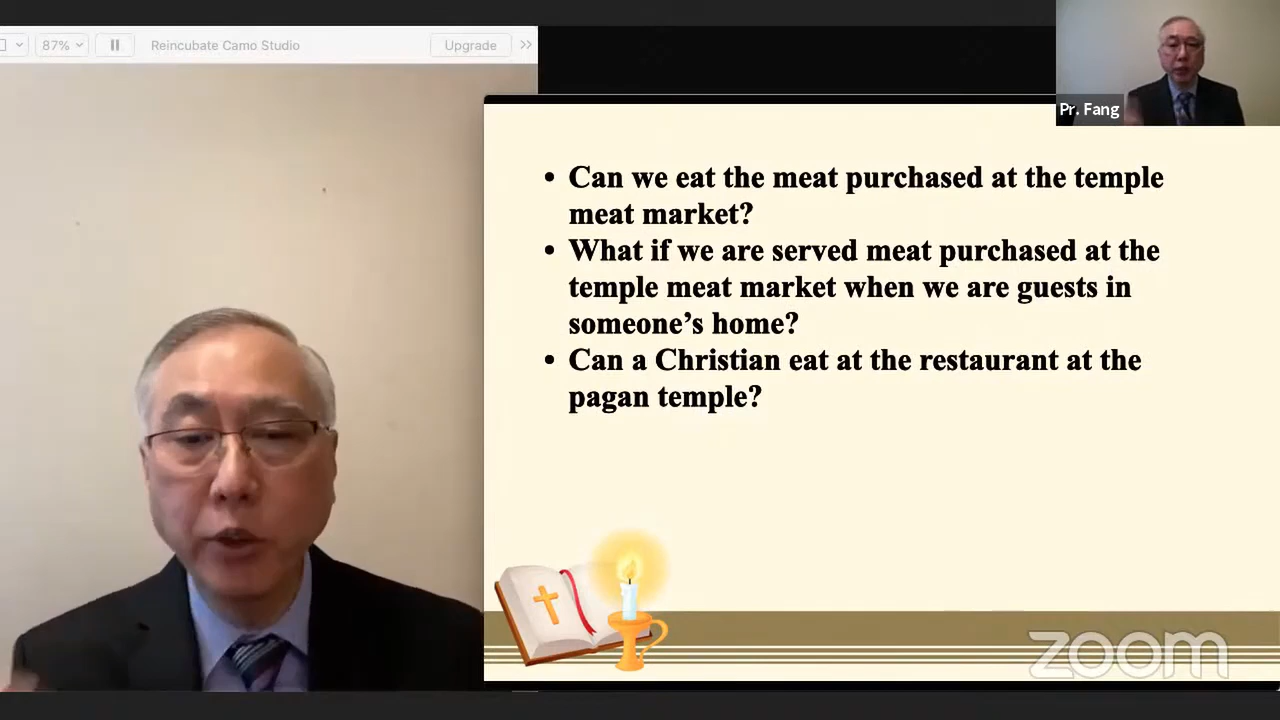 87%
Reincubate Camo Studio
Upgrade
Pr. Fang
• Can we eat the meat purchased at the temple
meat market?
• What if we are served meat purchased at the
temple meat market when we are guests in
someone’s home?
• Can a Christian eat at the restaurant at the
pagan temple?
zoom